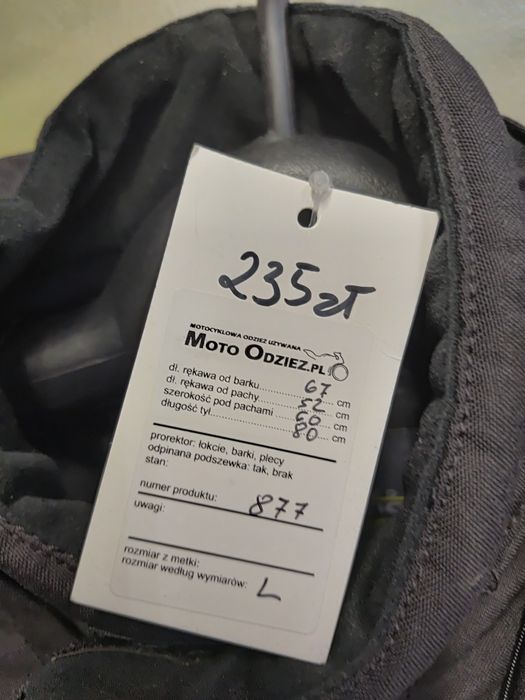 235 zł
MOTOCYKLOWA ODZIEŻ UŻYWANA
MOTO ODZIEZ.PL
dł. rękawa od barku 67 cm
dł. rękawa od pachy 52 cm
szerokość pod pachami 60 cm
długość tył 80 cm
prorektor: łokcie, barki, plecy
odpinana podszewka: tak, brak
stan:
numer produktu: 877
uwagi:
rozmiar z metki:
rozmiar według wymiarów: L